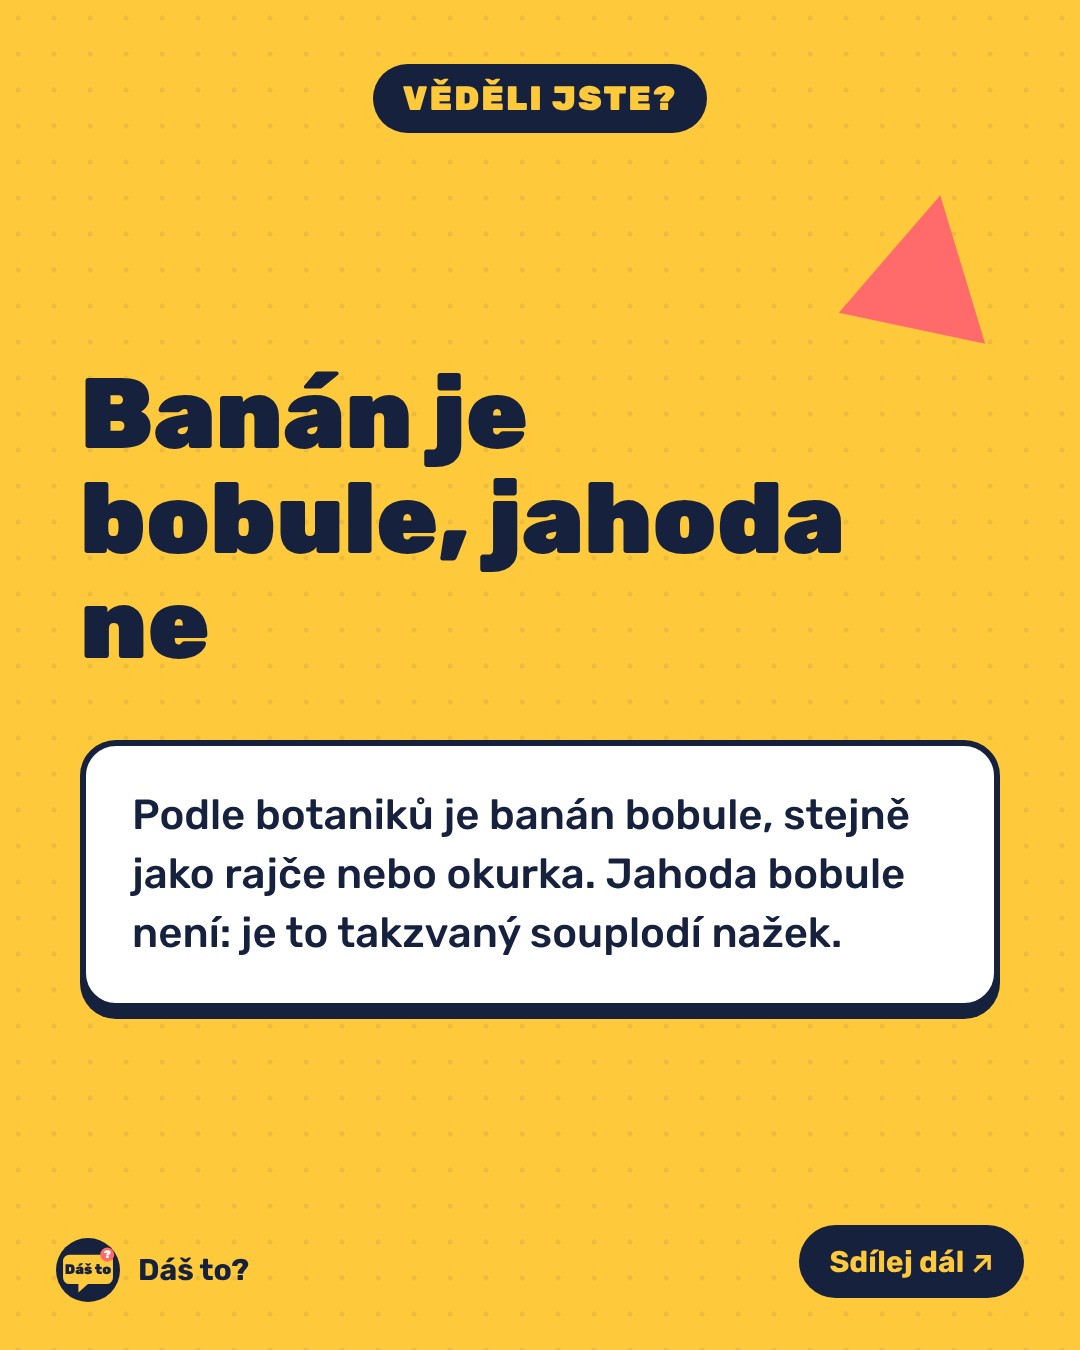 VĚDĚLI JSTE?
Banán je
bobule, jahoda
ne
Podle botaniků je banán bobule, stejně
jako rajče nebo okurka. Jahoda bobule
není: je to takzvaný souplodí nažek.
Dáš to
?
Dáš to?
Sdílej dál ↗